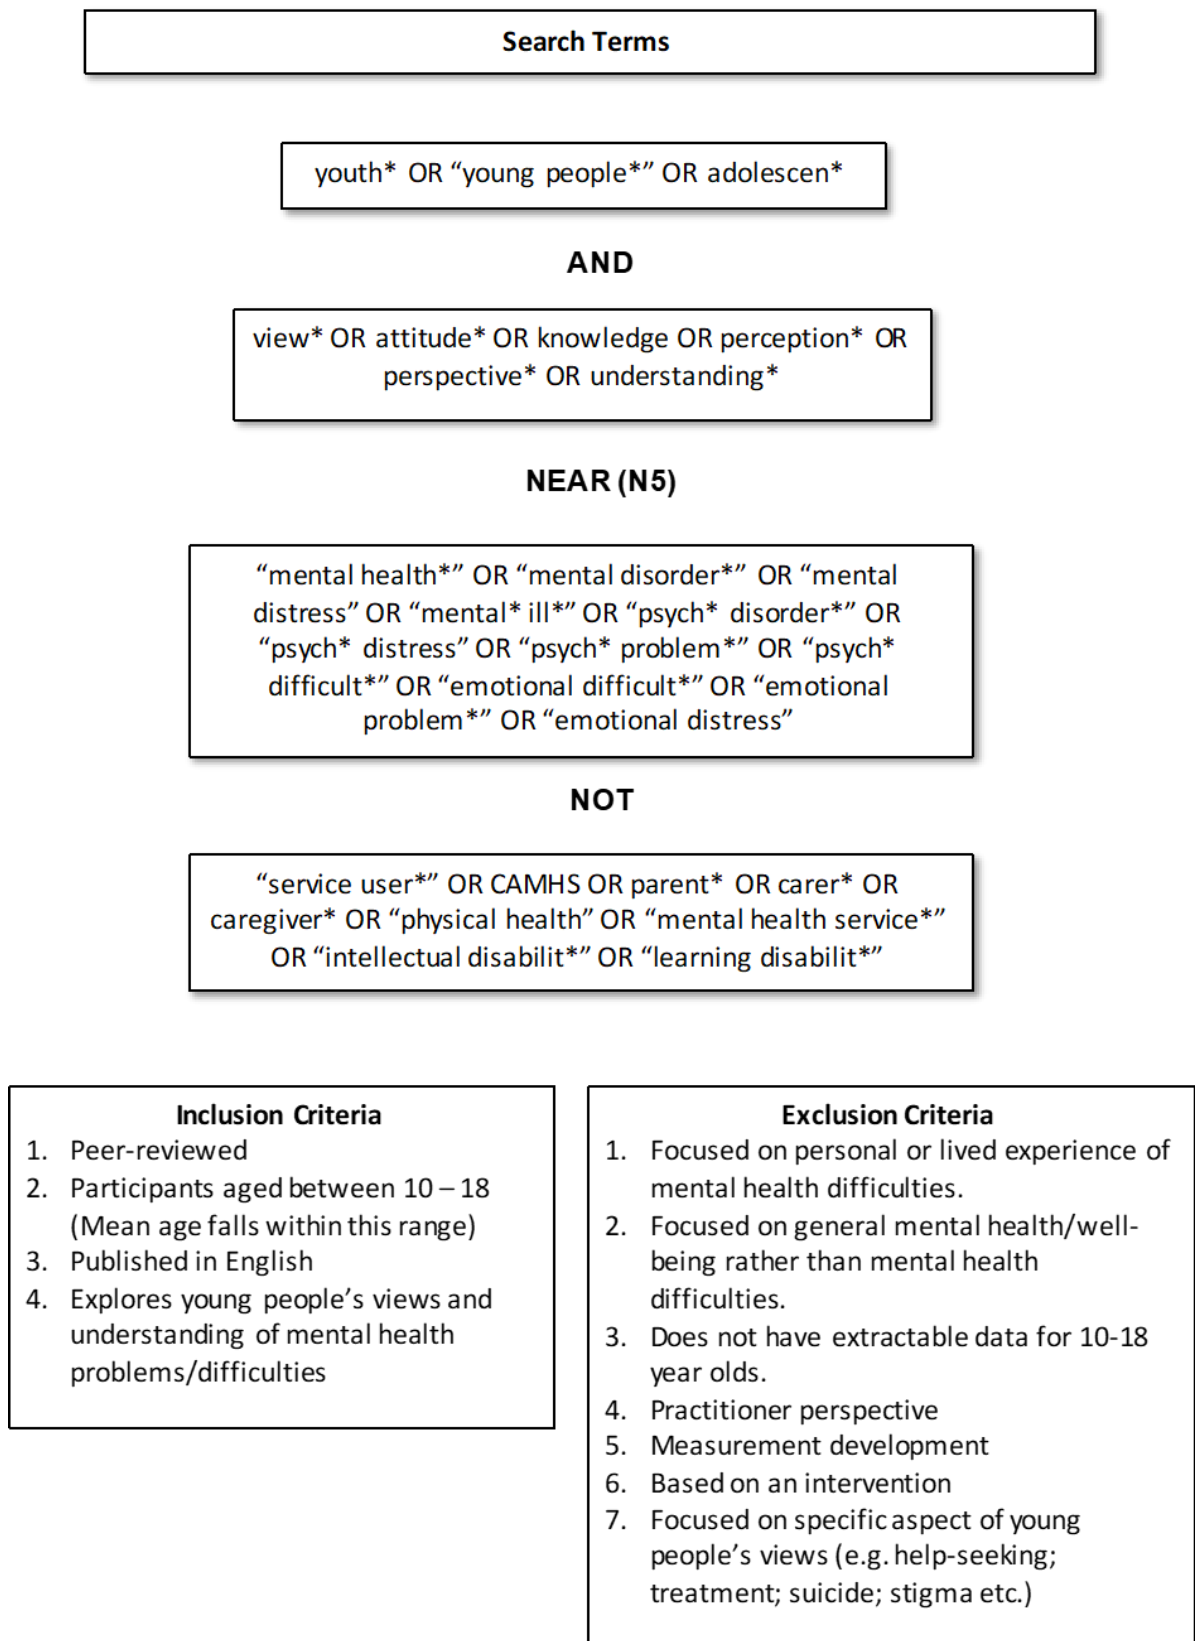 Search Terms
youth* OR “young people*” OR adolescen*
AND
view* OR attitude* OR knowledge OR perception* OR
perspective* OR understanding*
NEAR (N5)
“mental health*” OR “mental disorder*” OR “mental
distress” OR “mental* ill*” OR “psych* disorder*” OR
“psych* distress” OR “psych* problem*” OR “psych*
difficult*” OR “emotional difficult*” OR “emotional
problem*” OR “emotional distress”
NOT
“service user*” OR CAMHS OR parent* OR carer* OR
caregiver* OR “physical health” OR “mental health service*”
OR “intellectual disabilit*” OR “learning disabilit*”
Inclusion Criteria
1. Peer-reviewed
2. Participants aged between 10 – 18
(Mean age falls within this range)
3. Published in English
4. Explores young people’s views and
understanding of mental health
problems/difficulties
Exclusion Criteria
1. Focused on personal or lived experience of
mental health difficulties.
2. Focused on general mental health/well-
being rather than mental health
difficulties.
3. Does not have extractable data for 10-18
year olds.
4. Practitioner perspective
5. Measurement development
6. Based on an intervention
7. Focused on specific aspect of young
people’s views (e.g. help-seeking;
treatment; suicide; stigma etc.)